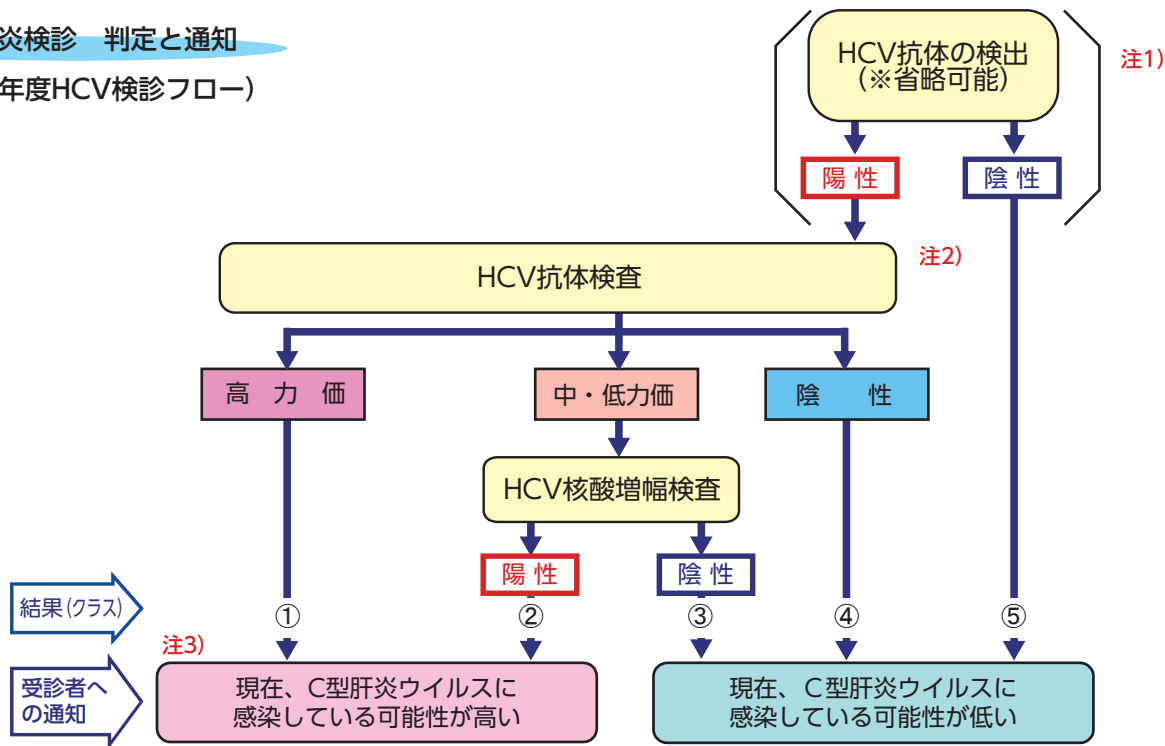 炎検診　判定と通知
年度HCV検診フロー)
HCV抗体の検出
(※省略可能)
注1)
陽 性
陰 性
注2)
HCV抗体検査
高　力　価
中・低力価
陰　　性
HCV核酸増幅検査
陽 性
陰 性
結果(クラス)
①
②
③
④
⑤
注3)
受診者へ
の通知
現在、C型肝炎ウイルスに
感染している可能性が高い
現在、C型肝炎ウイルスに
感染している可能性が低い